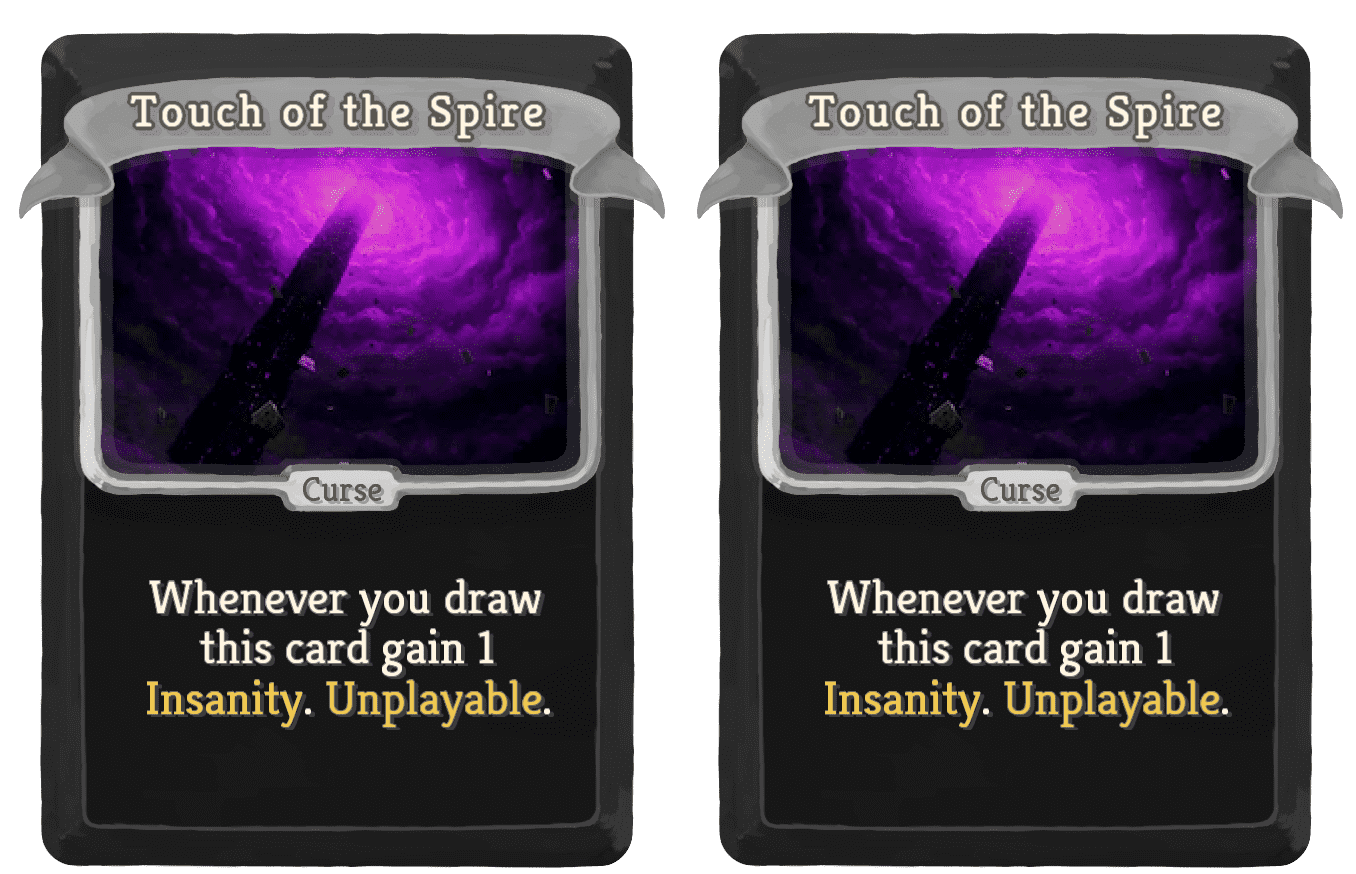 Touch of the Spire
Curse
Whenever you draw
this card gain 1
Insanity. Unplayable.
Touch of the Spire
Curse
Whenever you draw
this card gain 1
Insanity. Unplayable.